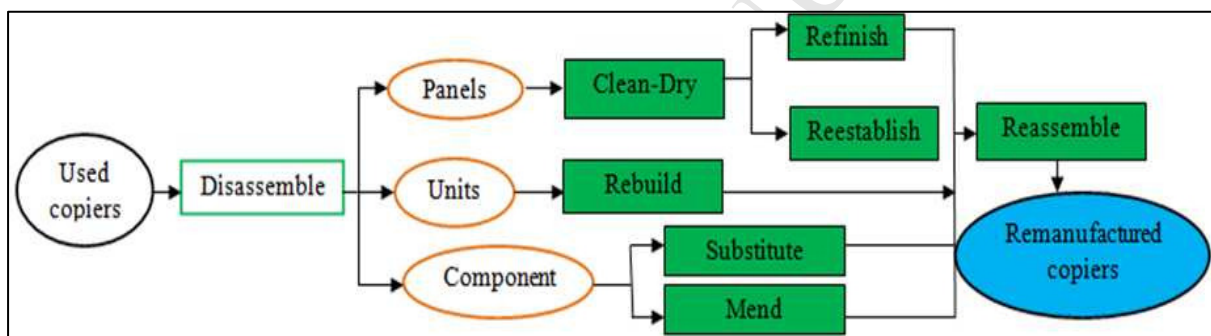 Used
copiers
Disassemble
Panels
Clean-Dry
Refinish
Reestablish
Units
Rebuild
Component
Substitute
Mend
Reassemble
Remanufactured
copiers